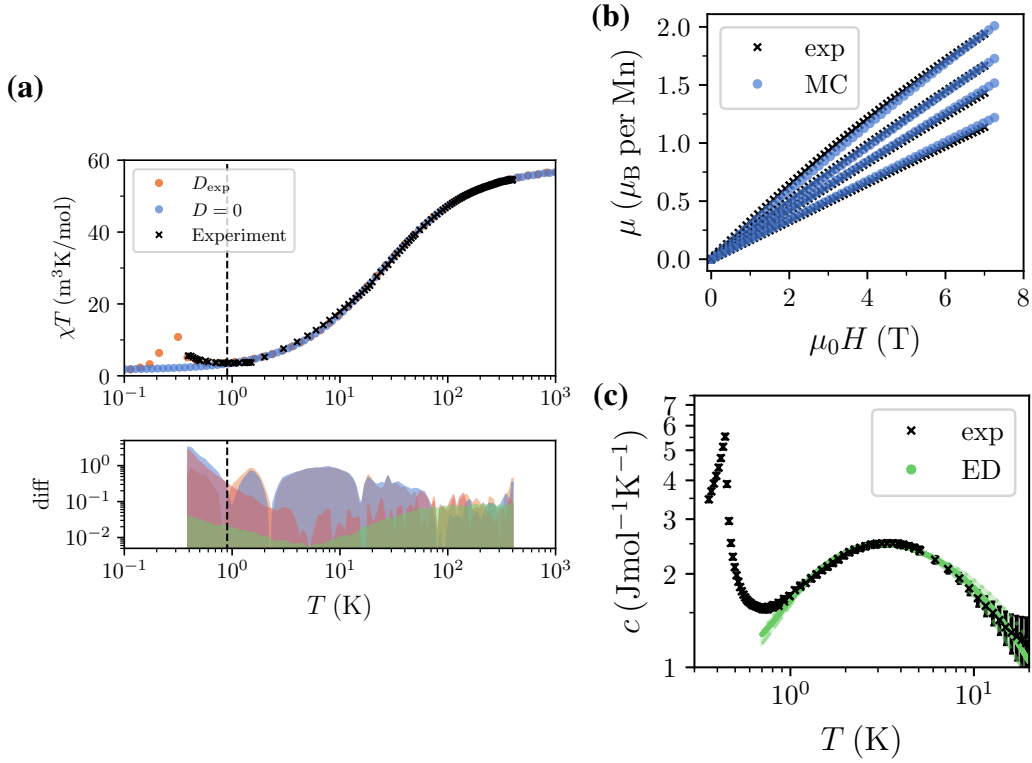 (a)
60
40
20
0
χT (m³K/mol)
D_exp
D = 0
Experiment
10⁻¹ 10⁰ 10¹ 10² 10³
10⁰
10⁻¹
10⁻²
diff
10⁻¹ 10⁰ 10¹ 10² 10³
T (K)
(b)
2.0
1.5
1.0
0.5
0.0
μ (μ_B per Mn)
exp
MC
0 2 4 6 8
μ₀H (T)
(c)
7
6
5
4
3
2
1
c (Jmol⁻¹K⁻¹)
exp
ED
10⁰ 10¹
T (K)